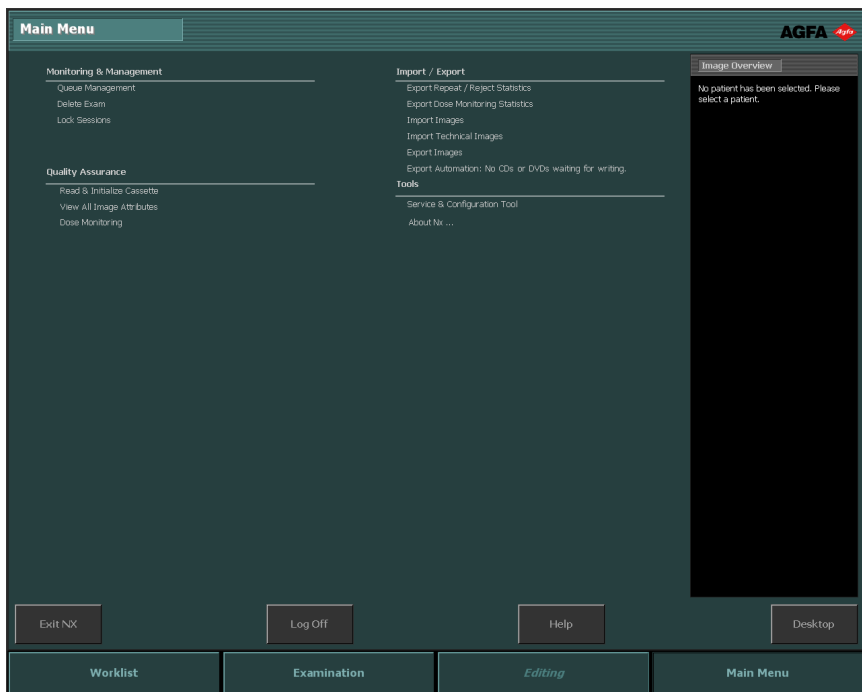 Main Menu
AGFA Agfa
Monitoring & Management
Queue Management
Delete Exam
Lock Sessions
Quality Assurance
Read & Initialize Cassette
View All Image Attributes
Dose Monitoring
Import / Export
Export Repeat / Reject Statistics
Export Dose Monitoring Statistics
Import Images
Import Technical Images
Export Images
Export Automation: No CDs or DVDs waiting for writing.
Tools
Service & Configuration Tool
About Nx ...
Image Overview
No patient has been selected. Please
select a patient.
Exit NX
Log Off
Help
Desktop
Worklist
Examination
Editing
Main Menu